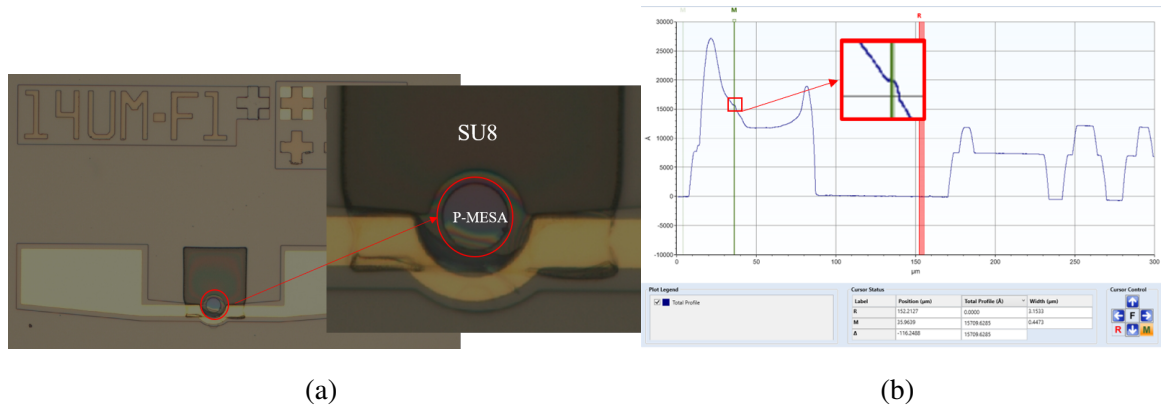 14UM-F1
SU8
P-MESA
(a)
M
M
R
30000
25000
20000
15000
10000
5000
0
-5000
-10000
A
0
50
100
150
200
250
300
µm
Plot Legend
Total Profile
Cursor Status
Label Position (µm) Total Profile (Å) Width (µm)
R 152.2127 0.0000 3.1533
M 35.9639 15709.6285 0.4473
Δ -116.2488 15709.6285
Cursor Control
F
R M
(b)